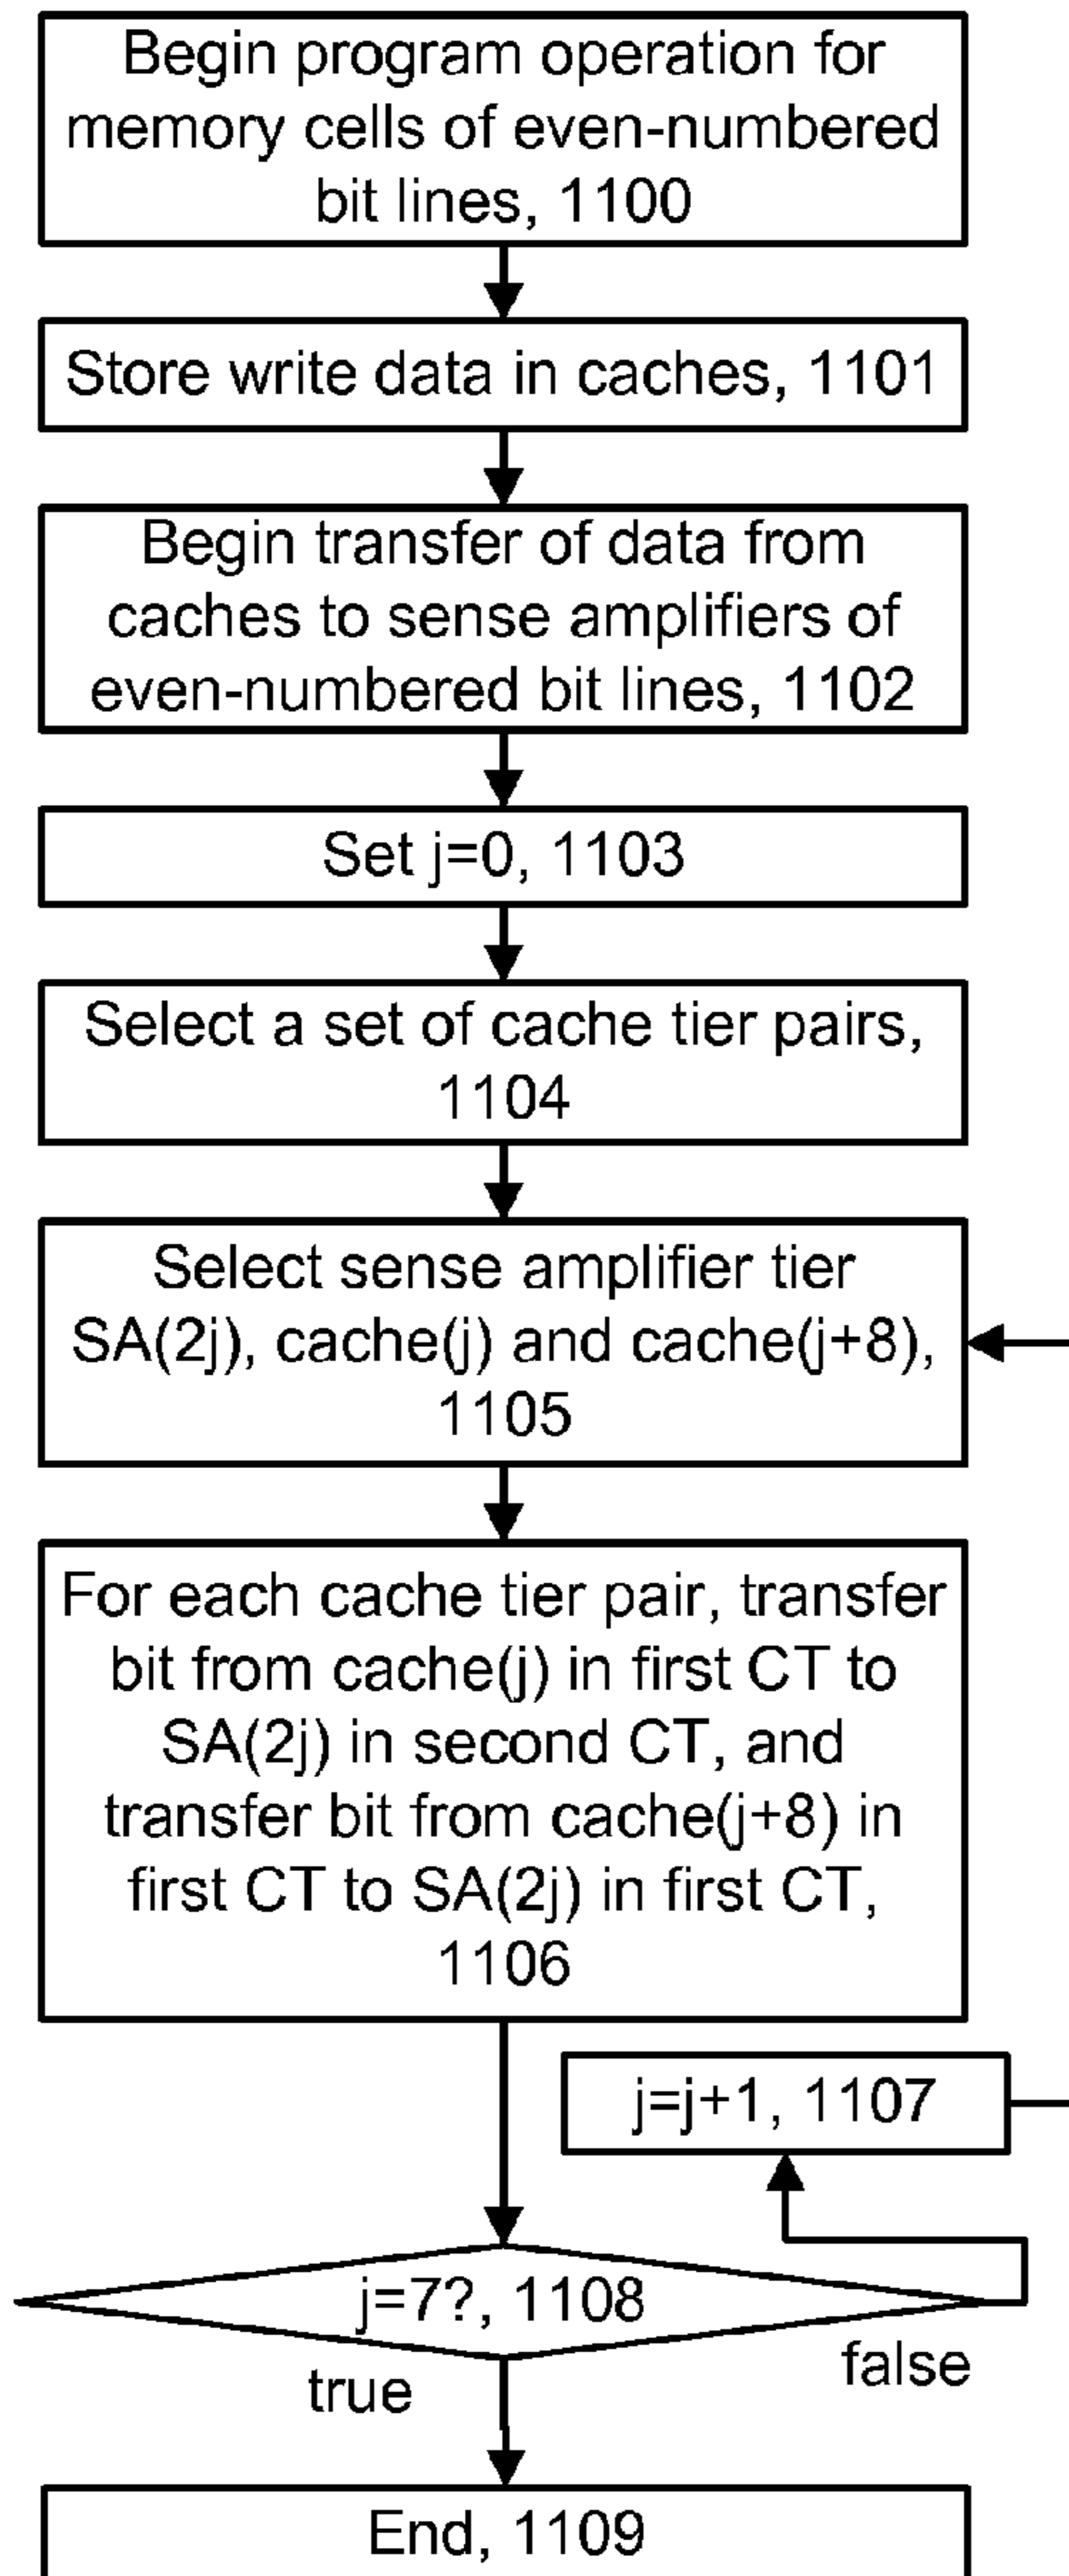 Begin program operation for
memory cells of even-numbered
bit lines, 1100
Store write data in caches, 1101
Begin transfer of data from
caches to sense amplifiers of
even-numbered bit lines, 1102
Set j=0, 1103
Select a set of cache tier pairs,
1104
Select sense amplifier tier
SA(2j), cache(j) and cache(j+8),
1105
For each cache tier pair, transfer
bit from cache(j) in first CT to
SA(2j) in second CT, and
transfer bit from cache(j+8) in
first CT to SA(2j) in first CT,
1106
j=j+1, 1107
j=7?, 1108
false
true
End, 1109